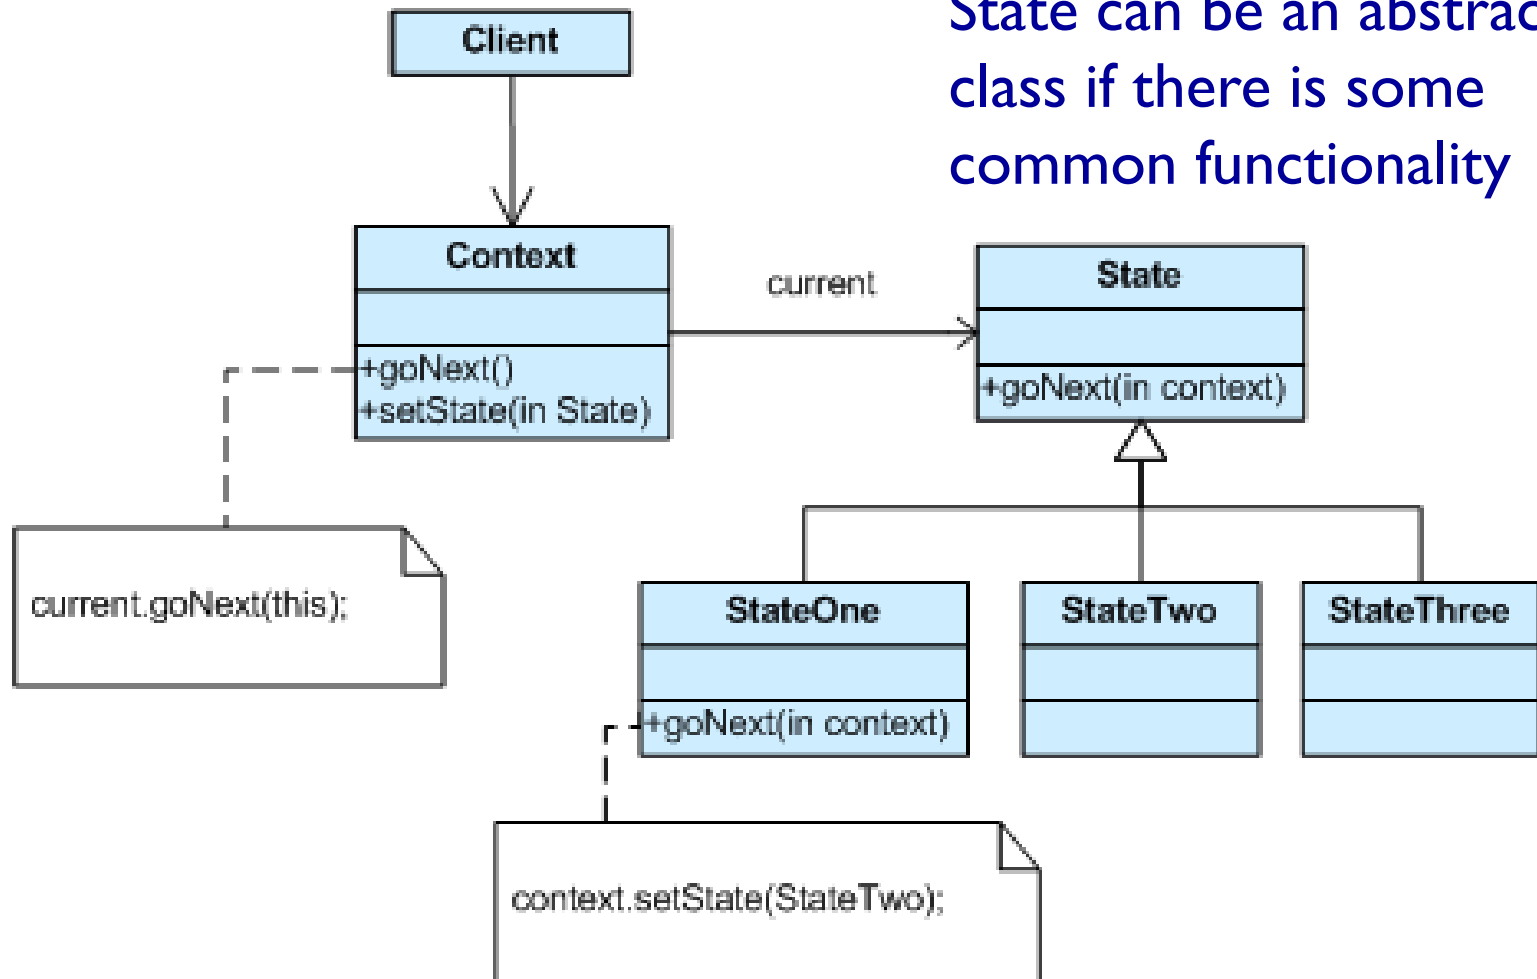 State can be an abstrac
class if there is some
common functionality
Client
Context
+goNext()
+setState(in State)
current
State
+goNext(in context)
current.goNext(this);
StateOne
+goNext(in context)
StateTwo
StateThree
context.setState(StateTwo);